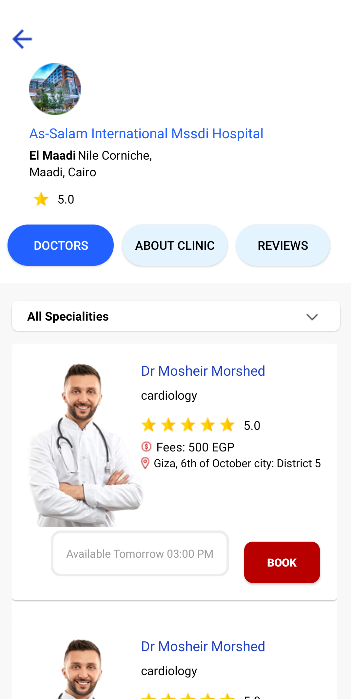 As-Salam International Mssdi Hospital
El Maadi Nile Corniche,
Maadi, Cairo
5.0
DOCTORS
ABOUT CLINIC
REVIEWS
All Specialities
Dr Mosheir Morshed
cardiology
5.0
Fees: 500 EGP
Giza, 6th of October city: District 5
Available Tomorrow 03:00 PM
BOOK
Dr Mosheir Morshed
cardiology